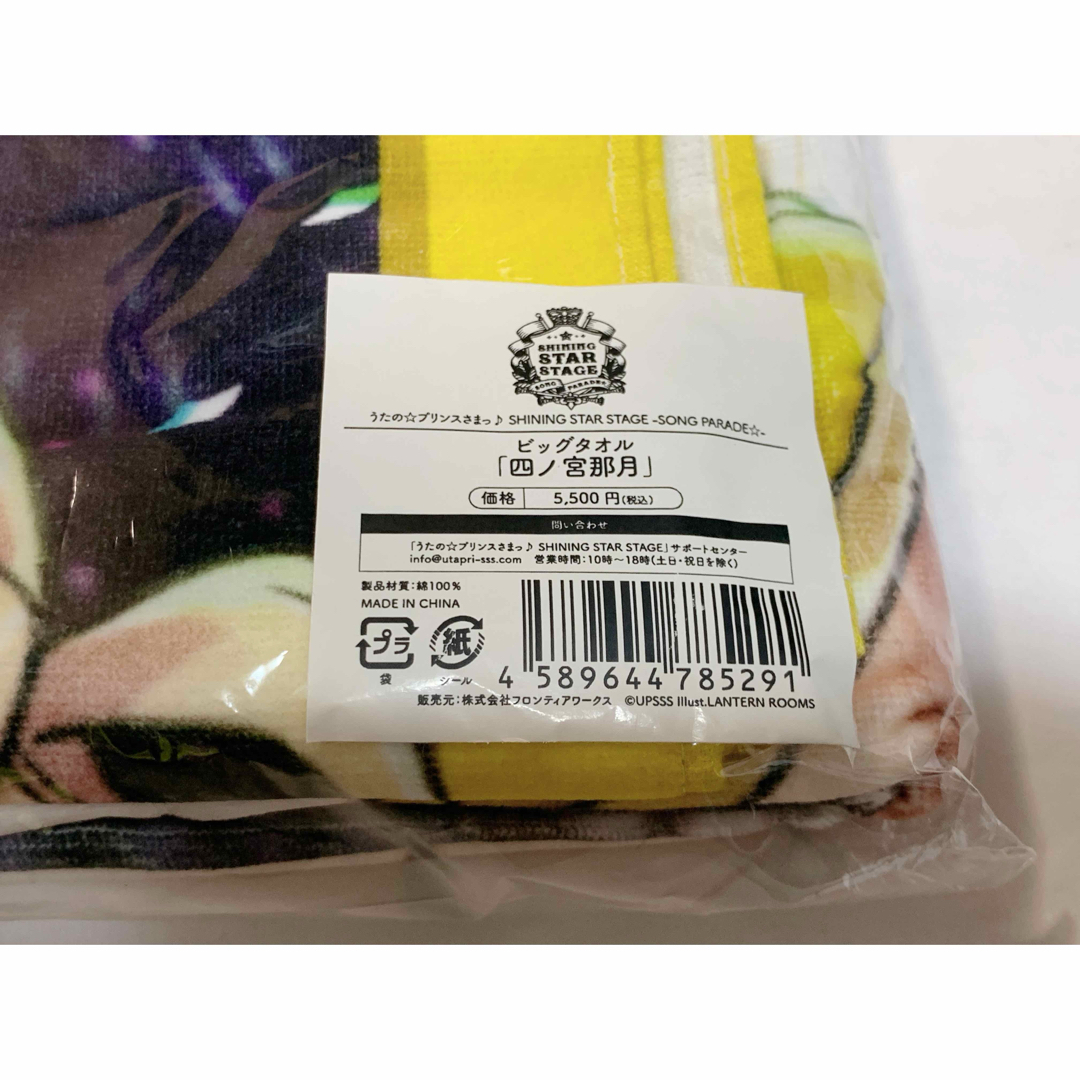 SHINING
STAR
STAGE
SONG PARADE☆
うたの☆プリンスさまっ♪ SHINING STAR STAGE -SONG PARADE☆-
ビッグタオル
「四ノ宮那月」
価格 5,500 円(税込)
問い合わせ
「うたの☆プリンスさまっ♪ SHINING STAR STAGE」サポートセンター
info@utapri-sss.com 営業時間:10時~18時(土日・祝日を除く)
製品材質:綿100%
MADE IN CHINA
プラ 紙
袋 シール
4 589644 785291
販売元:株式会社フロンティアワークス ©UPSSS Illust.LANTERN ROOMS